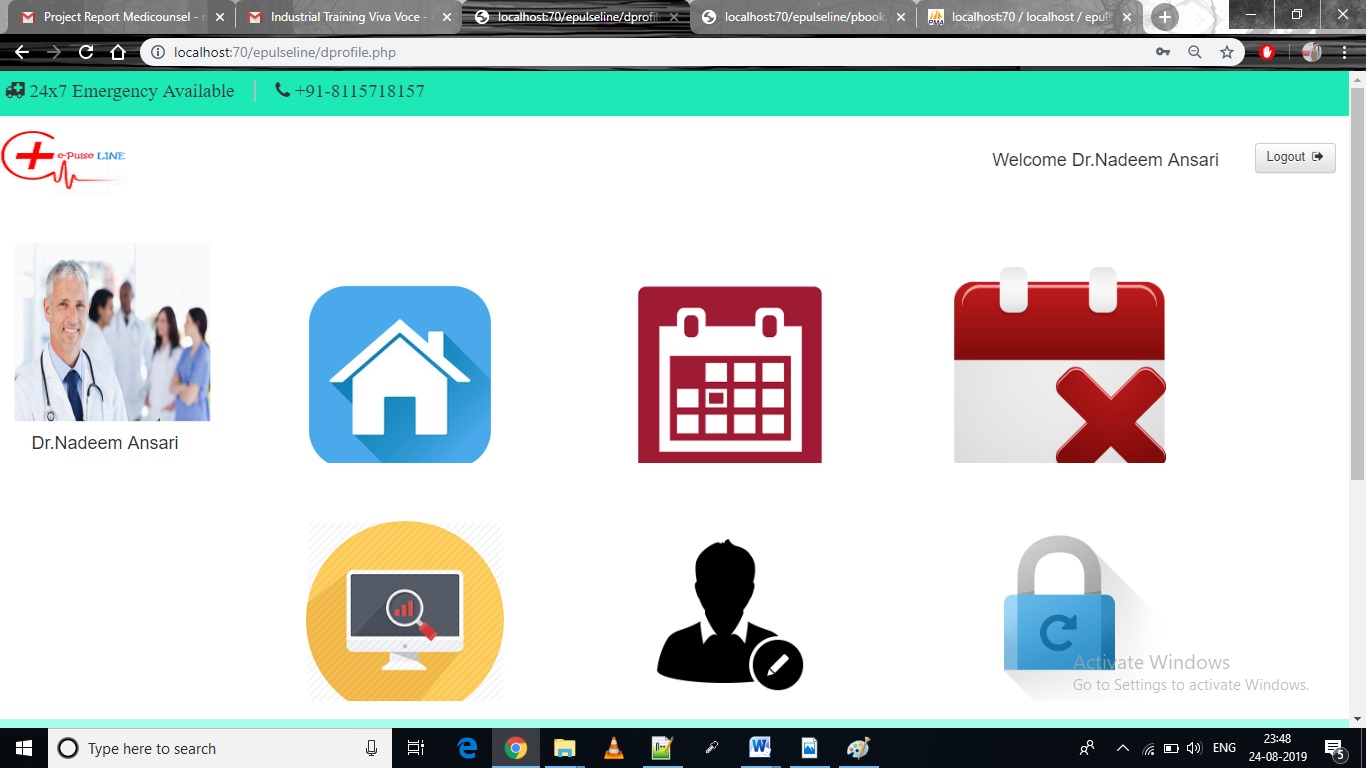 Project Report Medicounsel -
Industrial Training Viva Voce -
localhost:70/epulseline/dprofil
localhost:70/epulseline/pbook
localhost:70 / localhost / epul
PMA
localhost:70/epulseline/dprofile.php
24x7 Emergency Available
+91-8115718157
e-Pulse LINE
Welcome Dr.Nadeem Ansari
Logout
Dr.Nadeem Ansari
Activate Windows
Go to Settings to activate Windows.
Type here to search
ENG
23:48
24-08-2019
5